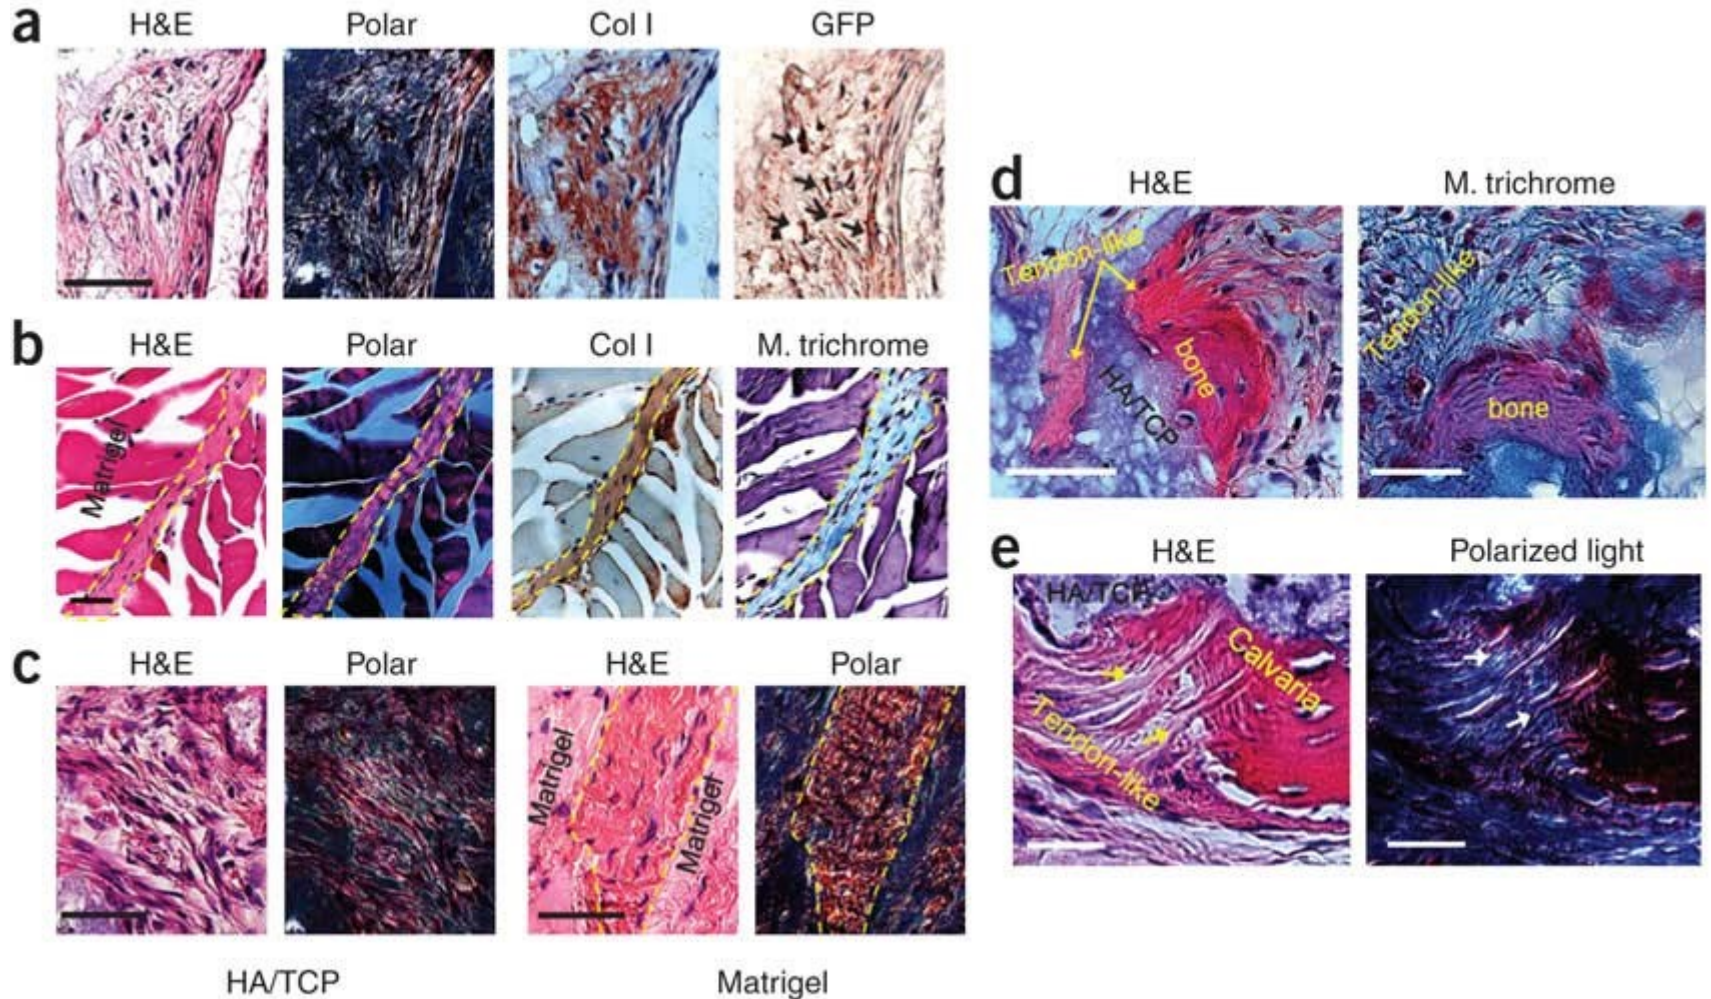 a
H&E Polar Col I GFP
b
H&E Polar Col I M. trichrome
Matrigel
c
H&E Polar H&E Polar
Matrigel Matrigel
HA/TCP Matrigel
d
H&E M. trichrome
Tendon-like
bone
HA/TCP
Tendon-like
bone
e
H&E Polarized light
HA/TCP
Calvaria
Tendon-like